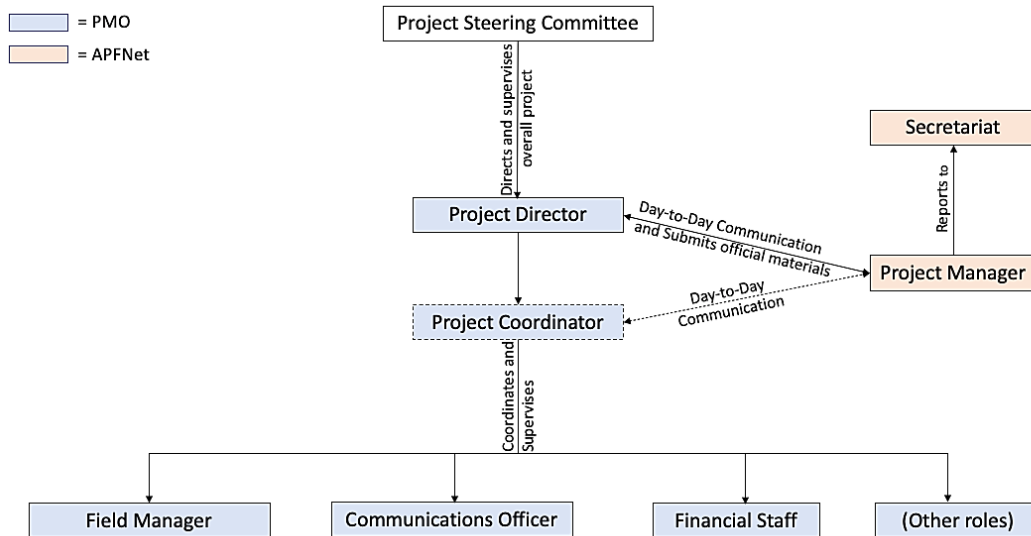 = PMO
= APFNet
Project Steering Committee
Directs and supervises
overall project
Secretariat
Reports to
Project Director
Day-to-Day Communication
and Submits official materials
Project Manager
Day-to-Day
Communication
Project Coordinator
Coordinates and
Supervises
Field Manager
Communications Officer
Financial Staff
(Other roles)